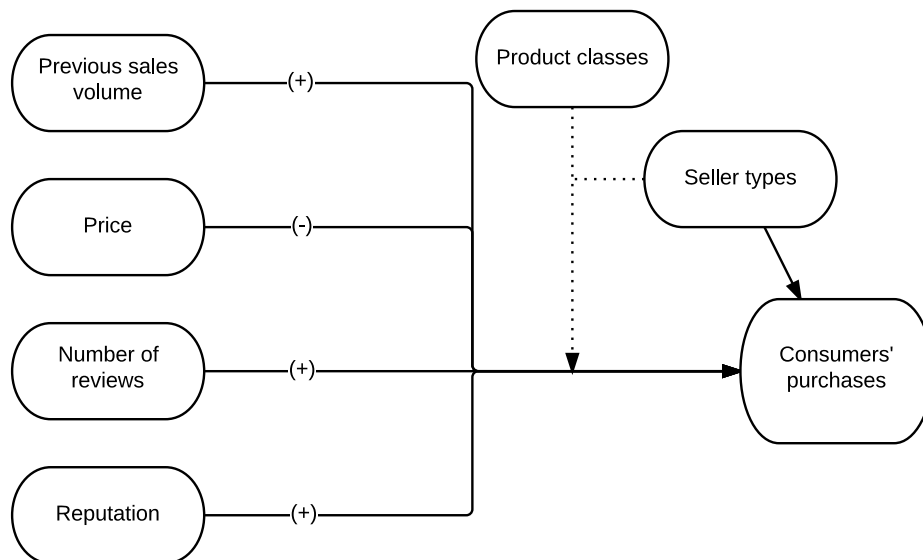 Previous sales
volume
(+)
Product classes
Seller types
Price
(-)
Number of
reviews
(+)
Consumers'
purchases
Reputation
(+)